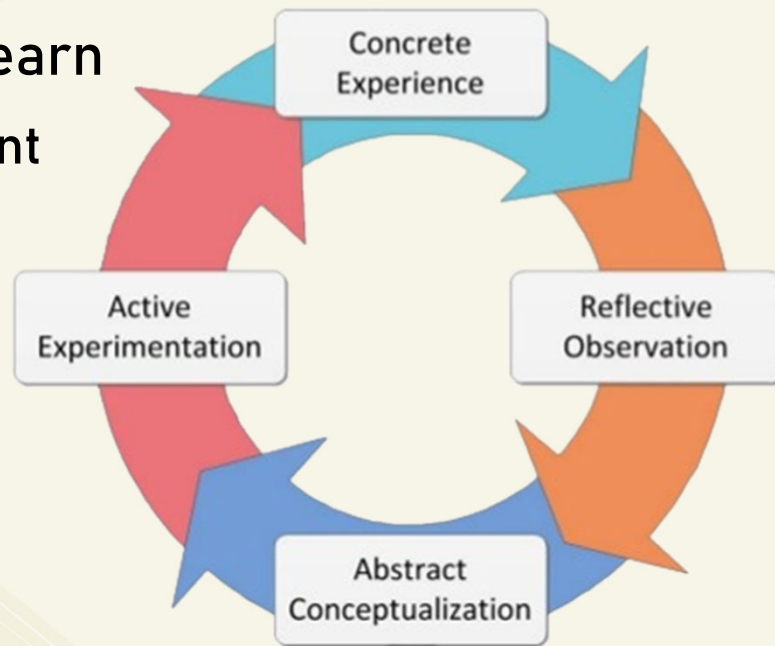 earn
nt
Concrete
Experience
Reflective
Observation
Abstract
Conceptualization
Active
Experimentation